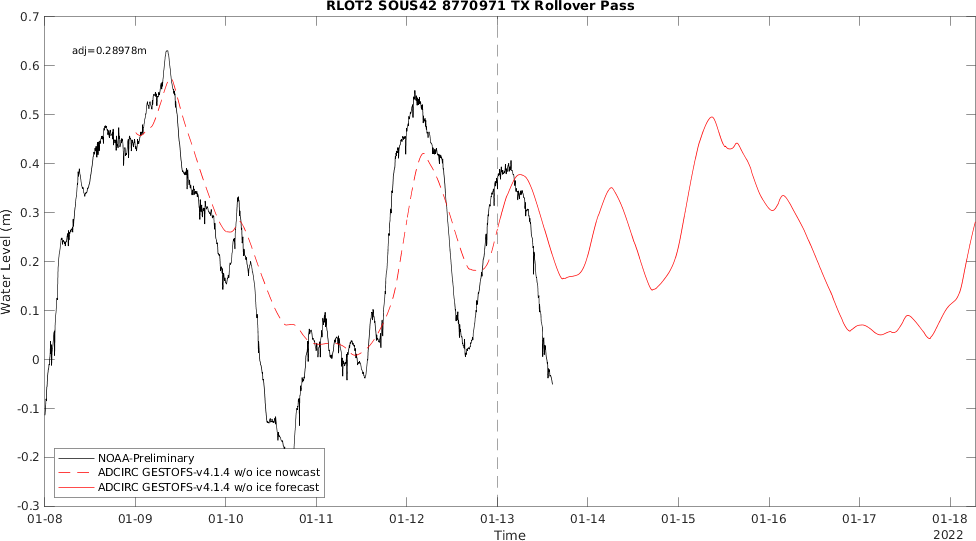 RLOT2 SOUS42 8770971 TX Rollover Pass
adj=0.28978m
0.7
0.6
0.5
0.4
0.3
0.2
0.1
0
-0.1
-0.2
-0.3
Water Level (m)
NOAA-Preliminary
ADCIRC GESTOFS-v4.1.4 w/o ice nowcast
ADCIRC GESTOFS-v4.1.4 w/o ice forecast
01-08 01-09 01-10 01-11 01-12 01-13 01-14 01-15 01-16 01-17 01-18
Time
2022